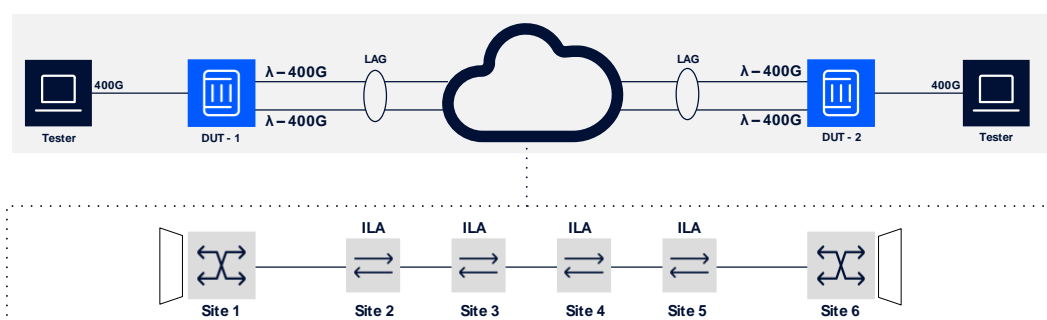 LAG
LAG
λ – 400G
λ – 400G
400G
400G
λ – 400G
λ – 400G
Tester
DUT - 1
DUT - 2
Tester
ILA
ILA
ILA
ILA
Site 1
Site 2
Site 3
Site 4
Site 5
Site 6